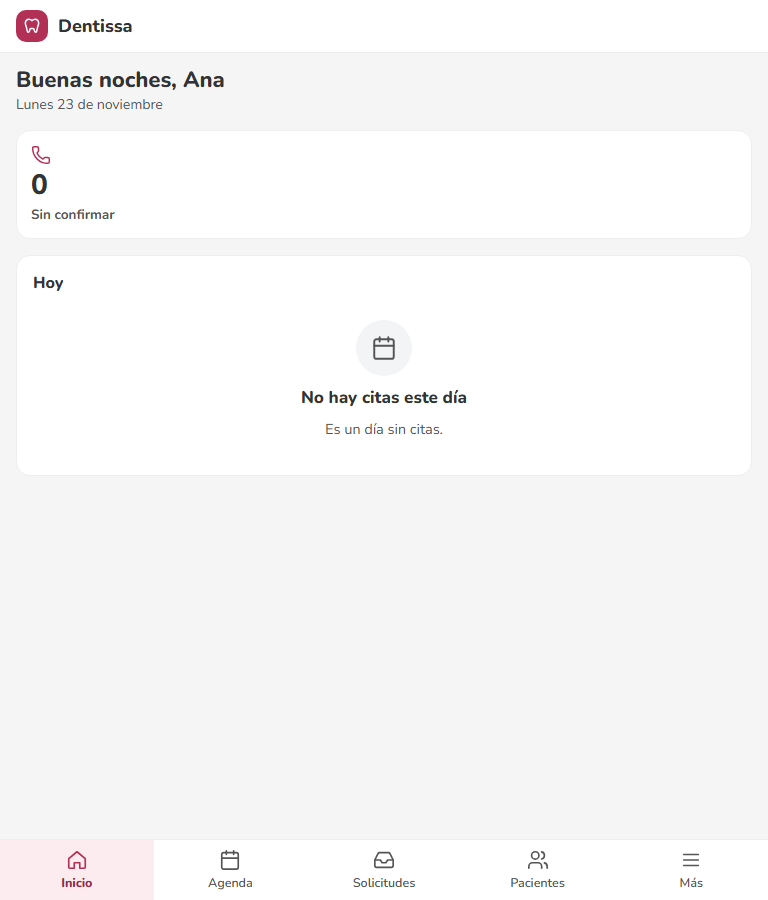 Dentissa
Buenas noches, Ana
Lunes 23 de noviembre
0
Sin confirmar
Hoy
No hay citas este día
Es un día sin citas.
Inicio
Agenda
Solicitudes
Pacientes
Más